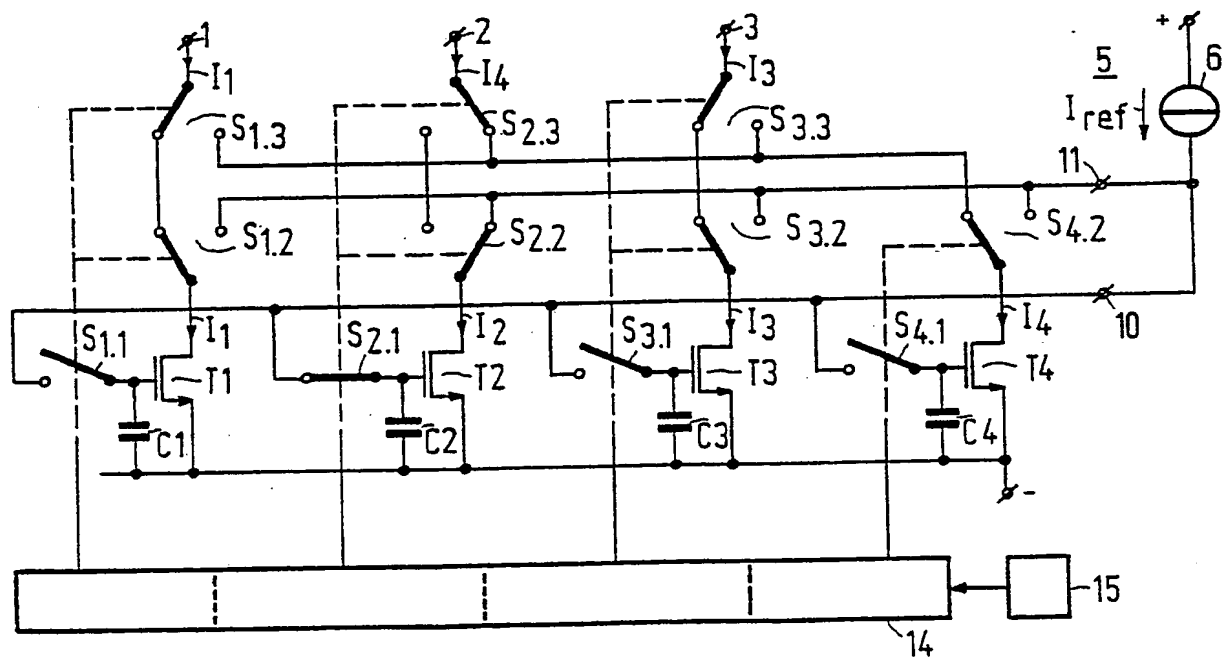 1 2 3
+
5 6
I1 I4 I3
I ref
S1.3 S2.3 S3.3
11
S1.2 S2.2 S3.2 S4.2
10
I1 I2 I3 I4
S1.1 S2.1 S3.1 S4.1
T1 T2 T3 T4
C1 C2 C3 C4
-
15
14